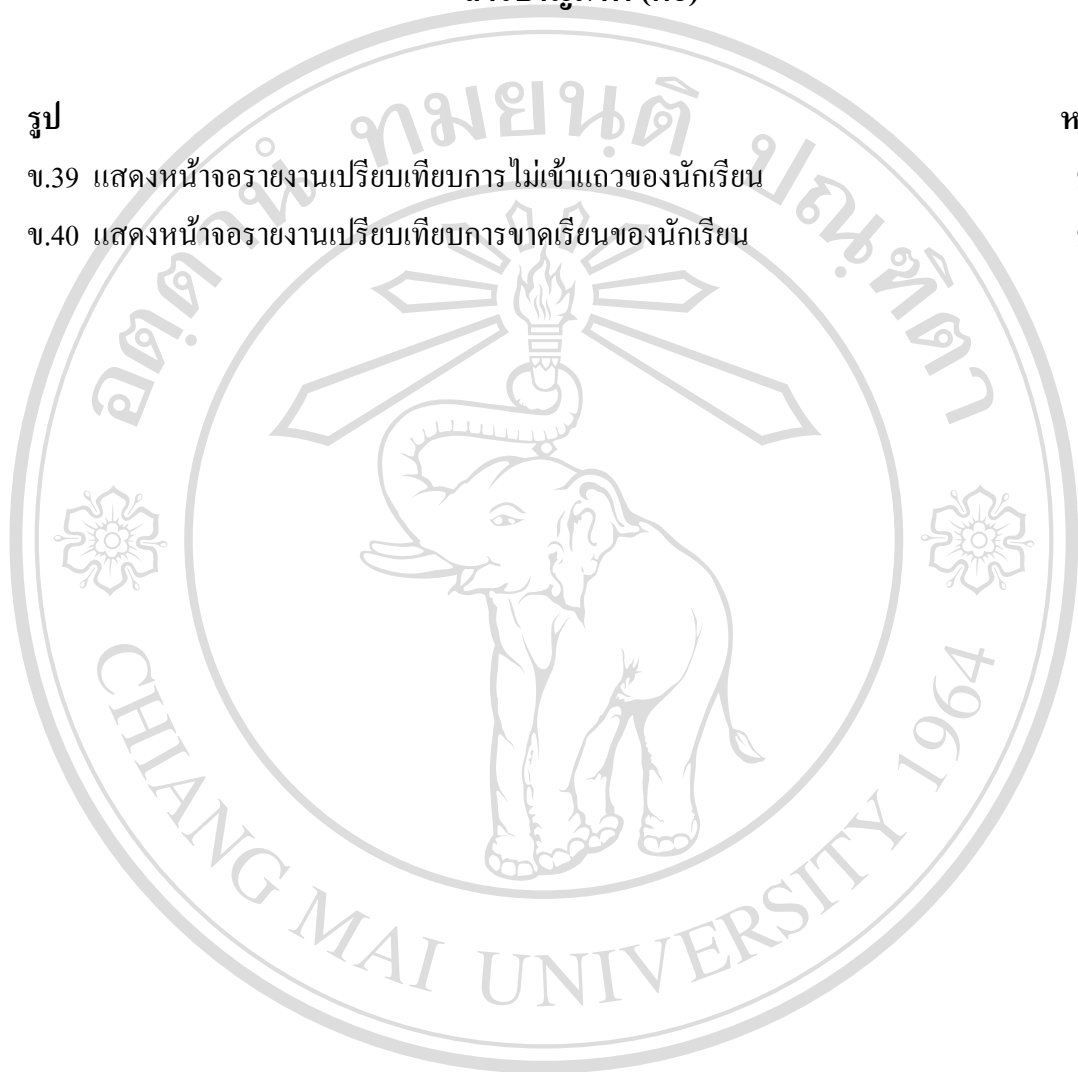 รูป
ข.39 แสดงหน้าจอรายงานเปรียบเทียบการไม่เข้าแถวของนักเรียน
ข.40 แสดงหน้าจอรายงานเปรียบเทียบการขาดเรียนของนักเรียน
CHIANG MAI UNIVERSITY 1964